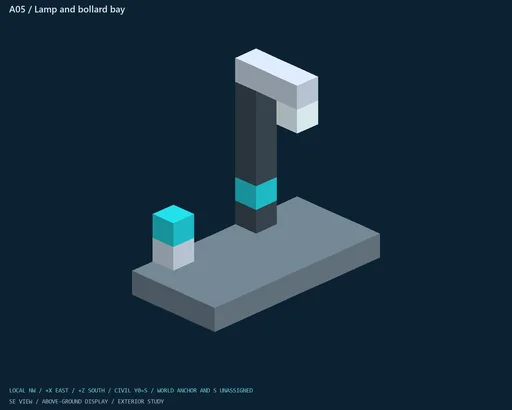 A05 / Lamp and bollard bay
LOCAL NW / +X EAST / +Z SOUTH / CIVIL Y0=S / WORLD ANCHOR AND S UNASSIGNED
SE VIEW / ABOVE-GROUND DISPLAY / EXTERIOR STUDY